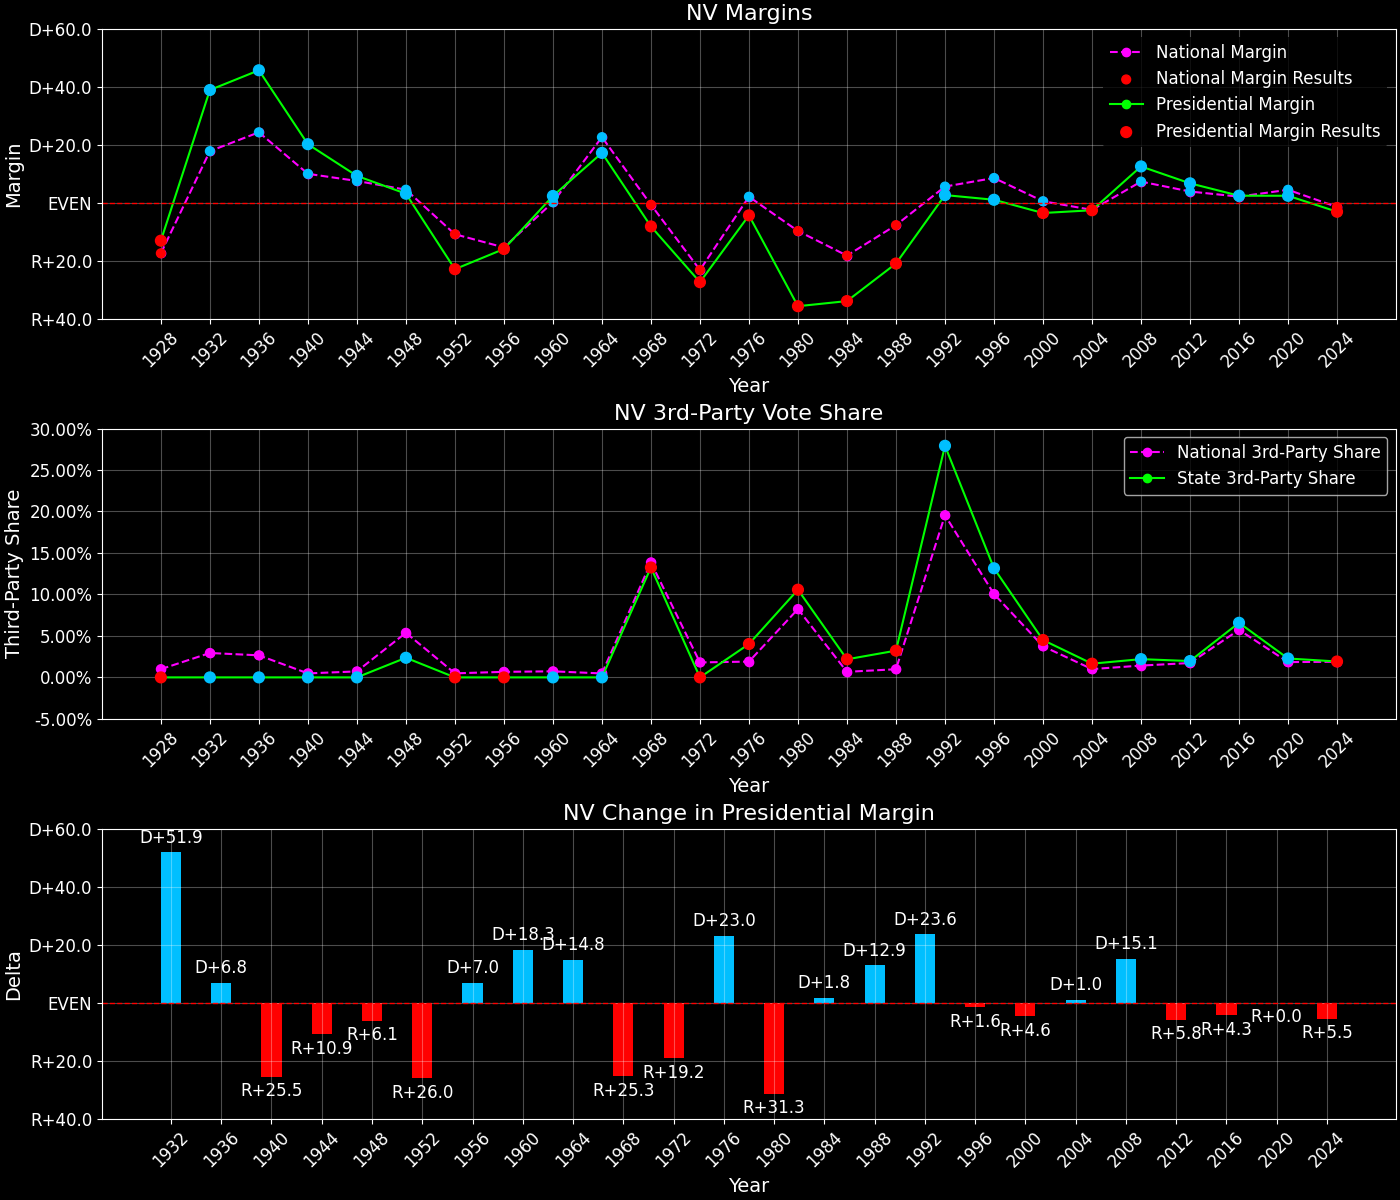 NV Margins
D+60.0
D+40.0
D+20.0
EVEN
R+20.0
R+40.0
Margin
National Margin
National Margin Results
Presidential Margin
Presidential Margin Results
1928 1932 1936 1940 1944 1948 1952 1956 1960 1964 1968 1972 1976 1980 1984 1988 1992 1996 2000 2004 2008 2012 2016 2020 2024
Year
NV 3rd-Party Vote Share
30.00%
25.00%
20.00%
15.00%
10.00%
5.00%
0.00%
-5.00%
Third-Party Share
National 3rd-Party Share
State 3rd-Party Share
1928 1932 1936 1940 1944 1948 1952 1956 1960 1964 1968 1972 1976 1980 1984 1988 1992 1996 2000 2004 2008 2012 2016 2020 2024
Year
NV Change in Presidential Margin
D+60.0
D+40.0
D+20.0
EVEN
R+20.0
R+40.0
Delta
D+51.9
D+6.8
R+25.5
R+10.9
R+6.1
R+26.0
D+7.0
D+18.3
D+14.8
R+25.3
R+19.2
D+23.0
R+31.3
D+1.8
D+12.9
D+23.6
R+1.6
R+4.6
D+1.0
D+15.1
R+5.8
R+4.3
R+0.0
R+5.5
1932 1936 1940 1944 1948 1952 1956 1960 1964 1968 1972 1976 1980 1984 1988 1992 1996 2000 2004 2008 2012 2016 2020 2024
Year